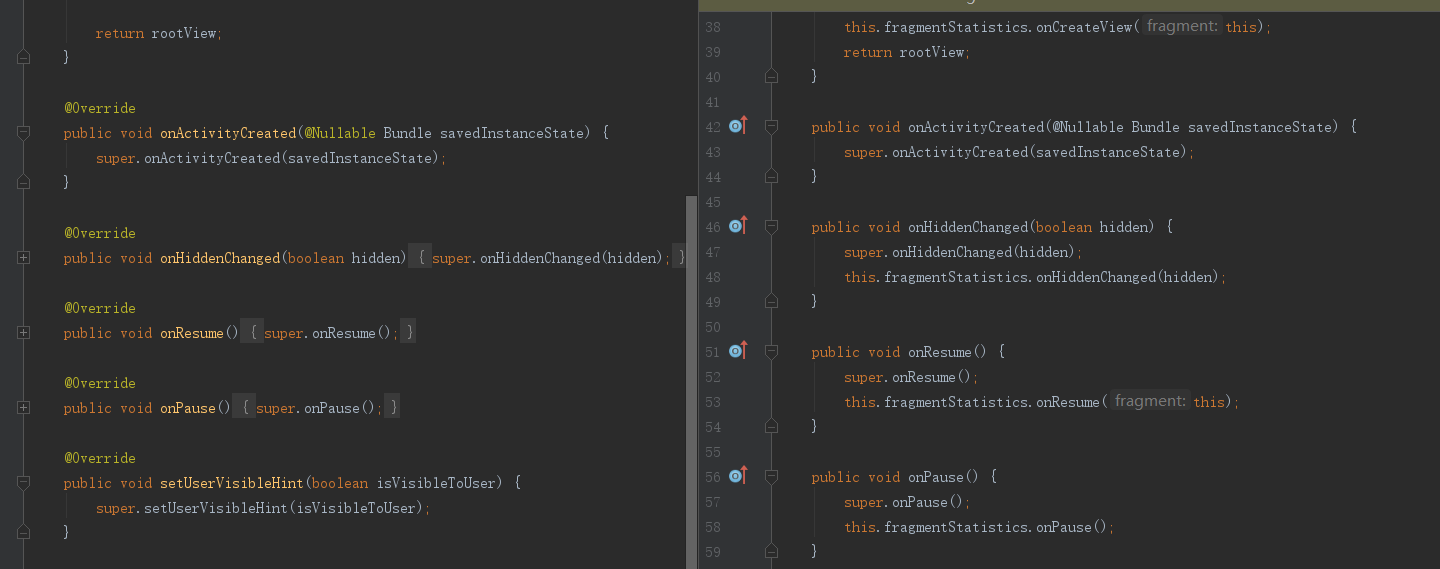 return rootView;
}
@Override
public void onActivityCreated(@Nullable Bundle savedInstanceState) {
super.onActivityCreated(savedInstanceState);
}
@Override
public void onHiddenChanged(boolean hidden) { super.onHiddenChanged(hidden); }
@Override
public void onResume() { super.onResume(); }
@Override
public void onPause() { super.onPause(); }
@Override
public void setUserVisibleHint(boolean isVisibleToUser) {
super.setUserVisibleHint(isVisibleToUser);
}
38 this.fragmentStatistics.onCreateView( fragment: this);
39 return rootView;
40 }
41
42 public void onActivityCreated(@Nullable Bundle savedInstanceState) {
43 super.onActivityCreated(savedInstanceState);
44 }
45
46 public void onHiddenChanged(boolean hidden) {
47 super.onHiddenChanged(hidden);
48 this.fragmentStatistics.onHiddenChanged(hidden);
49 }
50
51 public void onResume() {
52 super.onResume();
53 this.fragmentStatistics.onResume( fragment: this);
54 }
55
56 public void onPause() {
57 super.onPause();
58 this.fragmentStatistics.onPause();
59 }